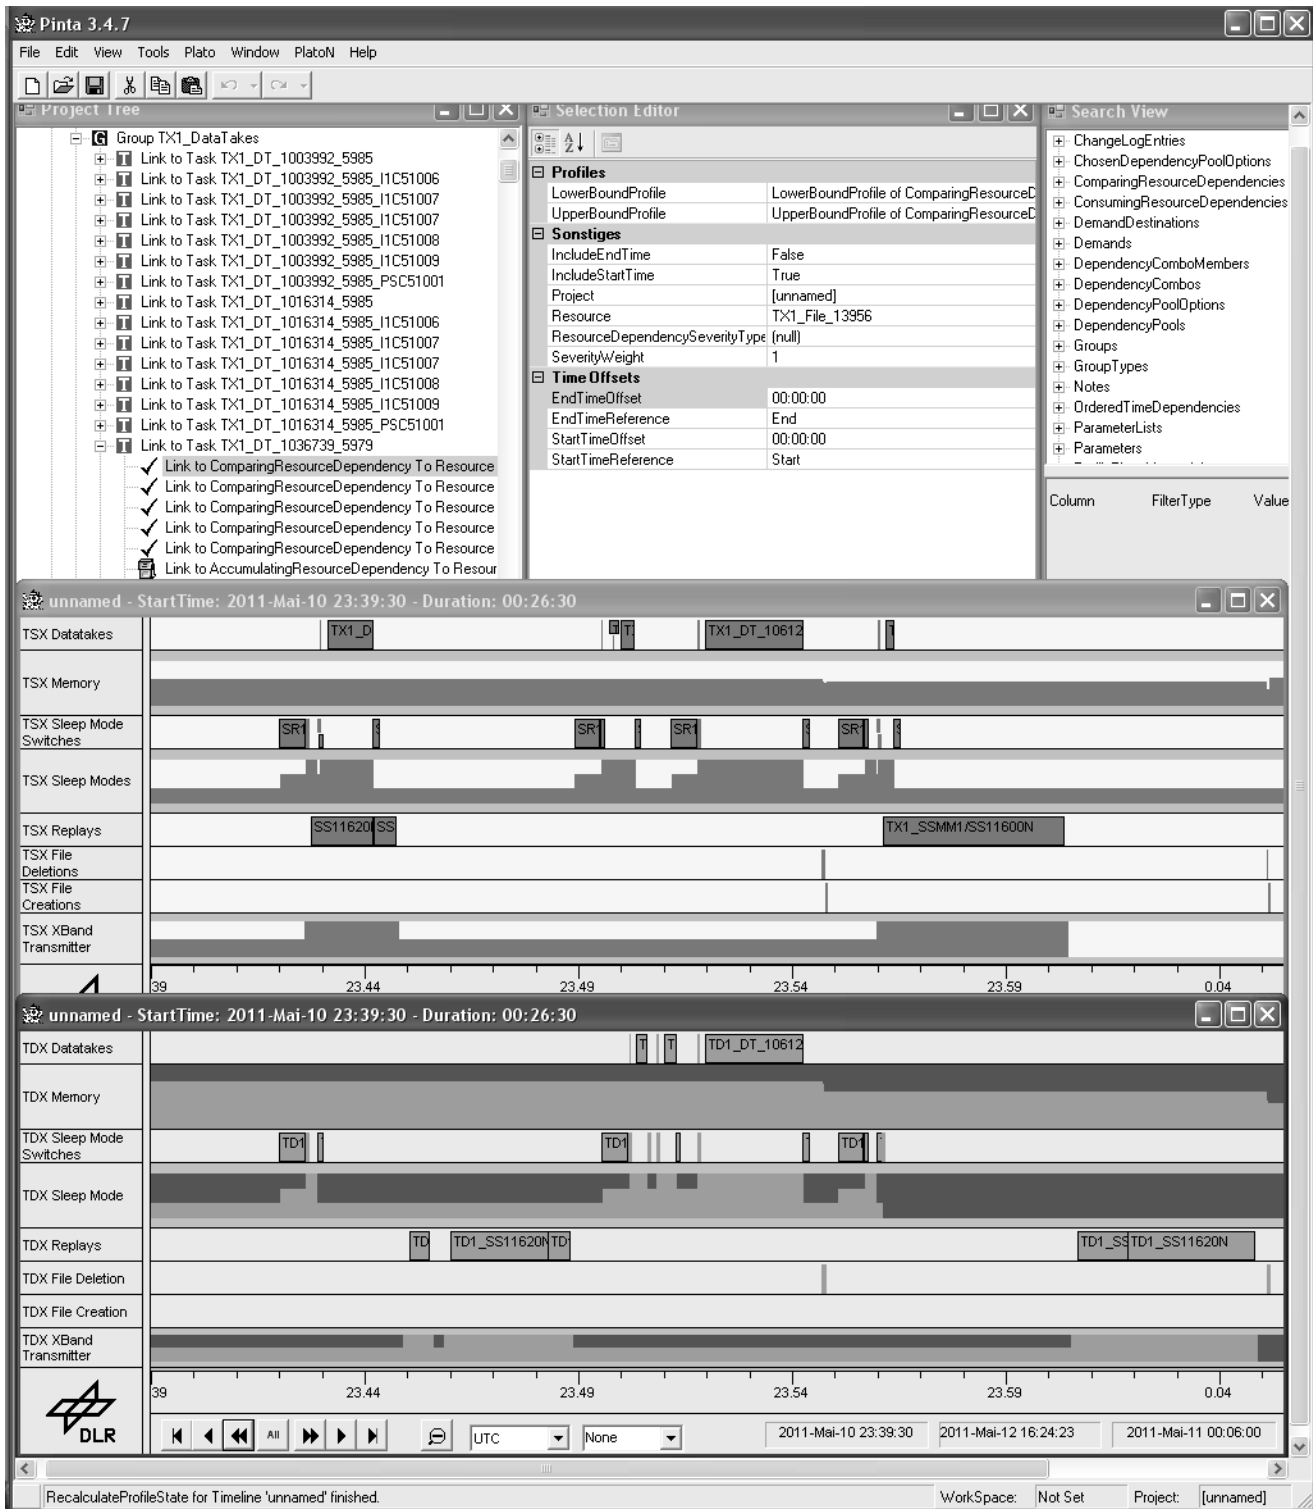 Pinta 3.4.7
File Edit View Tools Plato Window PlatoN Help
Project Tree
Group TX1_DataTakes
Link to Task TX1_DT_1003992_5985
Link to Task TX1_DT_1003992_5985_I1C51006
Link to Task TX1_DT_1003992_5985_I1C51007
Link to Task TX1_DT_1003992_5985_I1C51007
Link to Task TX1_DT_1003992_5985_I1C51008
Link to Task TX1_DT_1003992_5985_I1C51009
Link to Task TX1_DT_1003992_5985_PSC51001
Link to Task TX1_DT_1016314_5985
Link to Task TX1_DT_1016314_5985_I1C51006
Link to Task TX1_DT_1016314_5985_I1C51007
Link to Task TX1_DT_1016314_5985_I1C51007
Link to Task TX1_DT_1016314_5985_I1C51008
Link to Task TX1_DT_1016314_5985_I1C51009
Link to Task TX1_DT_1016314_5985_PSC51001
Link to Task TX1_DT_1036739_5979
Link to ComparingResourceDependency To Resource
Link to ComparingResourceDependency To Resource
Link to ComparingResourceDependency To Resource
Link to ComparingResourceDependency To Resource
Link to ComparingResourceDependency To Resource
Link to AccumulatingResourceDependency To Resour
Selection Editor
Profiles
LowerBoundProfile LowerBoundProfile of ComparingResourceD
UpperBoundProfile UpperBoundProfile of ComparingResourceD
Sonstiges
IncludeEndTime False
IncludeStartTime True
Project [unnamed]
Resource TX1_File_13956
ResourceDependencySeverityType (null)
SeverityWeight 1
Time Offsets
EndTimeOffset 00:00:00
EndTimeReference End
StartTimeOffset 00:00:00
StartTimeReference Start
Search View
ChangeLogEntries
ChosenDependencyPoolOptions
ComparingResourceDependencies
ConsumingResourceDependencies
DemandDestinations
Demands
DependencyComboMembers
DependencyCombos
DependencyPoolOptions
DependencyPools
Groups
GroupTypes
Notes
OrderedTimeDependencies
ParameterLists
Parameters
Column FilterType Value
unnamed - StartTime: 2011-Mai-10 23:39:30 - Duration: 00:26:30
TSX Datatakes TX1_D T T TX1_DT_10612 T
TSX Memory
TSX Sleep Mode
Switches SR1 S SR1 S SR1 S SR1 S
TSX Sleep Modes
TSX Replays SS11620N SS TX1_SSMM1/SS11600N
TSX File
Deletions
TSX File
Creations
TSX XBand
Transmitter
39 23.44 23.49 23.54 23.59 0.04
unnamed - StartTime: 2011-Mai-10 23:39:30 - Duration: 00:26:30
TDX Datatakes T T TD1_DT_10612
TDX Memory
TDX Sleep Mode
Switches TD1 TD1 TD1
TDX Sleep Mode
TDX Replays TD TD1_SS11620N TD1 TD1_SS TD1_SS11620N
TDX File Deletion
TDX File Creation
TDX XBand
Transmitter
39 23.44 23.49 23.54 23.59 0.04
DLR
All UTC None 2011-Mai-10 23:39:30 2011-Mai-12 16:24:23 2011-Mai-11 00:06:00
RecalculateProfileState for Timeline 'unnamed' finished. WorkSpace: Not Set Project: [unnamed]